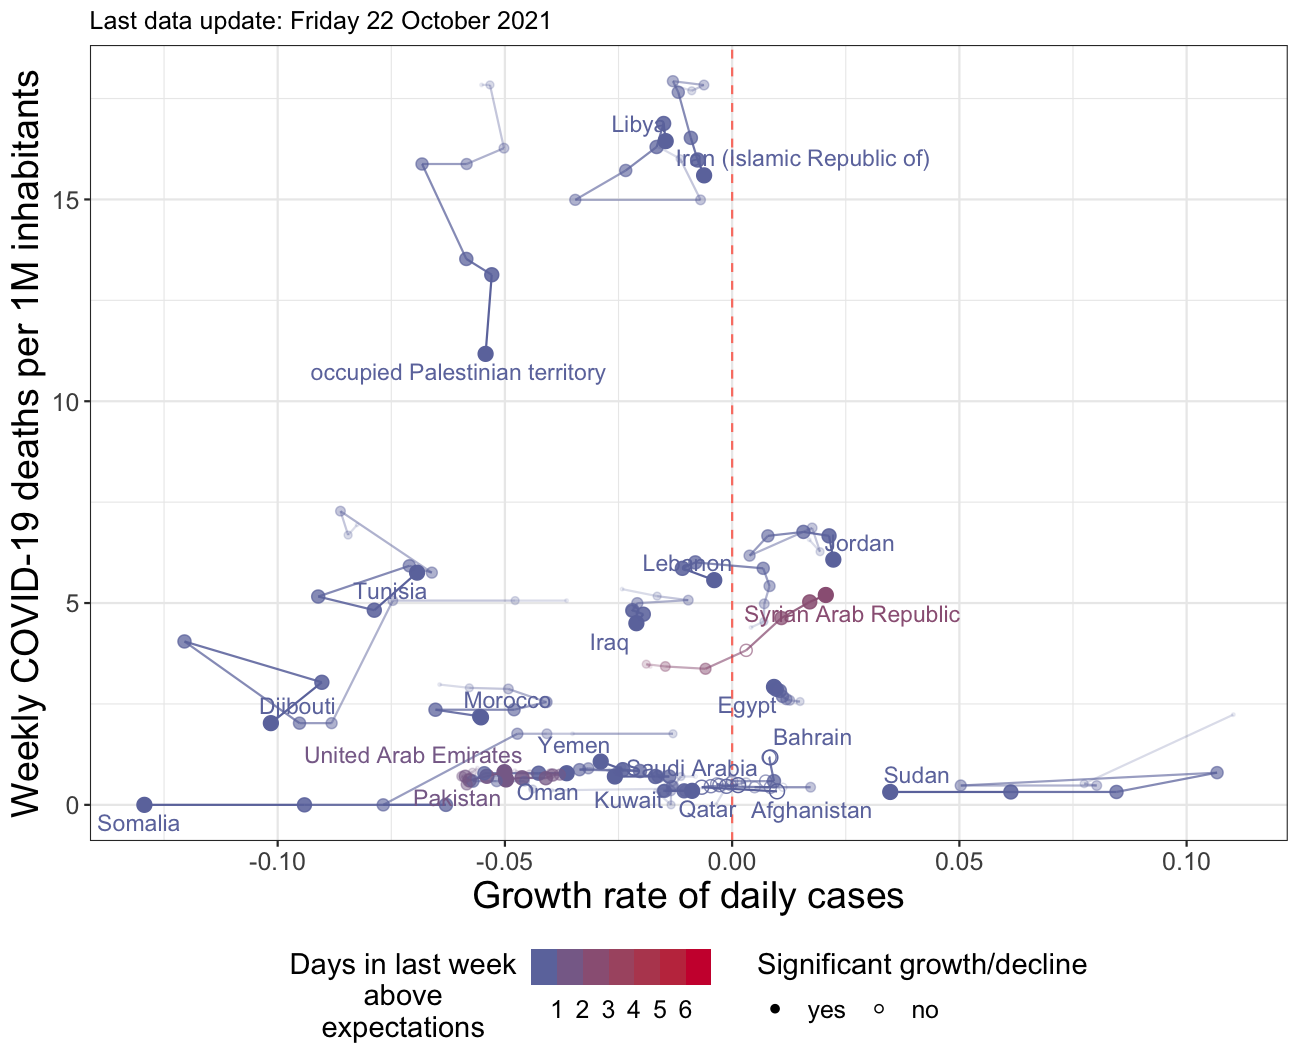 Last data update: Friday 22 October 2021
Weekly COVID-19 deaths per 1M inhabitants
15
10
5
0
Libya
Iran (Islamic Republic of)
occupied Palestinian territory
Jordan
Lebanon
Tunisia
Syrian Arab Republic
Iraq
Djibouti
Morocco
Egypt
Bahrain
Yemen
United Arab Emirates
Saudi Arabia
Sudan
Pakistan
Oman
Kuwait
Qatar
Afghanistan
Somalia
-0.10
-0.05
0.00
0.05
0.10
Growth rate of daily cases
Days in last week
above
expectations
1 2 3 4 5 6
Significant growth/decline
yes
no